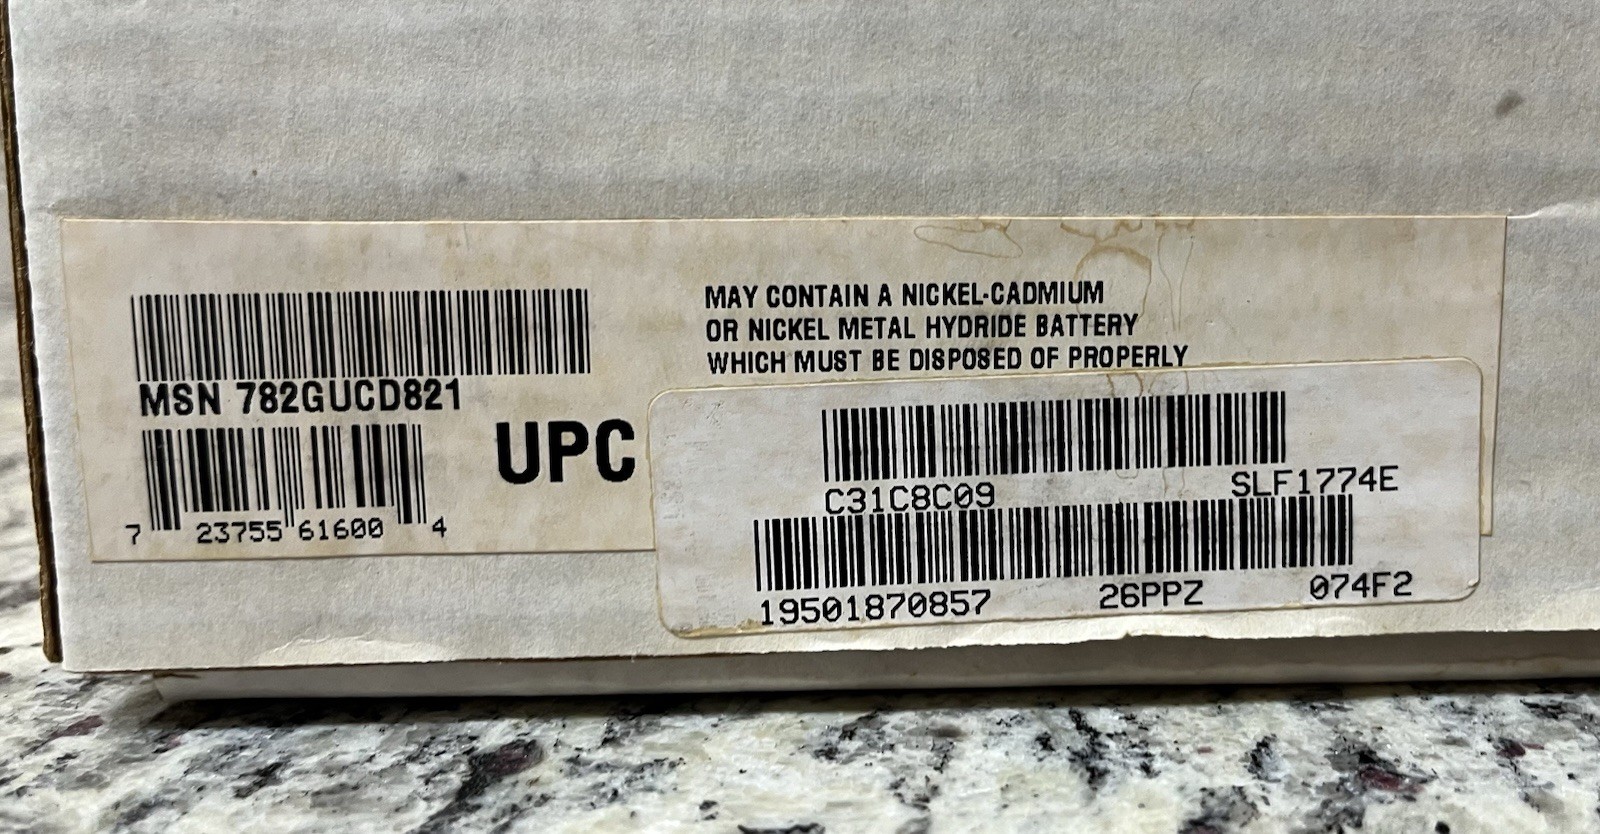 MAY CONTAIN A NICKEL-CADMIUM
OR NICKEL METAL HYDRIDE BATTERY
WHICH MUST BE DISPOSED OF PROPERLY
MSN 782GUCD821
UPC
7 23755 61600 4
C31C8C09 SLF1774E
19501870857 26PPZ 074F2